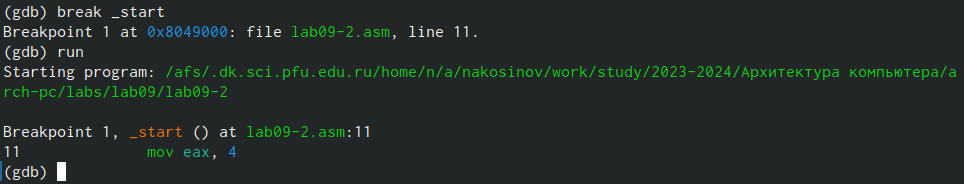 (gdb) break _start
Breakpoint 1 at 0x8049000: file lab09-2.asm, line 11.
(gdb) run
Starting program: /afs/.dk.sci.pfu.edu.ru/home/n/a/nakosinov/work/study/2023-2024/Архитектура компьютера/a
rch-pc/labs/lab09/lab09-2
Breakpoint 1, _start () at lab09-2.asm:11
11 mov eax, 4
(gdb)